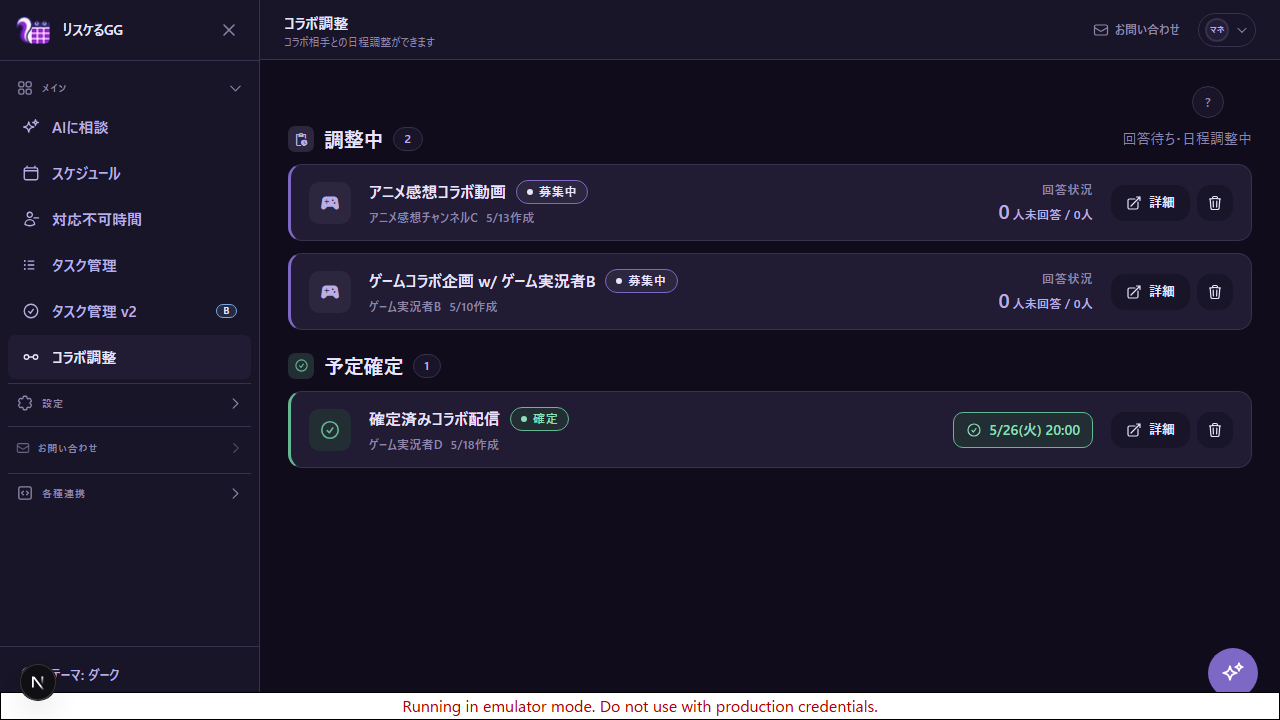 リスケるGG
メイン
AIに相談
スケジュール
対応不可時間
タスク管理
タスク管理 v2 B
コラボ調整
設定
お問い合わせ
各種連携
テーマ: ダーク
N
コラボ調整
コラボ相手との日程調整ができます
お問い合わせ
マネ
?
調整中 2
回答待ち・日程調整中
アニメ感想コラボ動画 募集中
アニメ感想チャンネルC 5/13作成
回答状況
0 人未回答 / 0人
詳細
ゲームコラボ企画 w/ ゲーム実況者B 募集中
ゲーム実況者B 5/10作成
回答状況
0 人未回答 / 0人
詳細
予定確定 1
確定済みコラボ配信 確定
ゲーム実況者D 5/18作成
5/26(火) 20:00
詳細
Running in emulator mode. Do not use with production credentials.